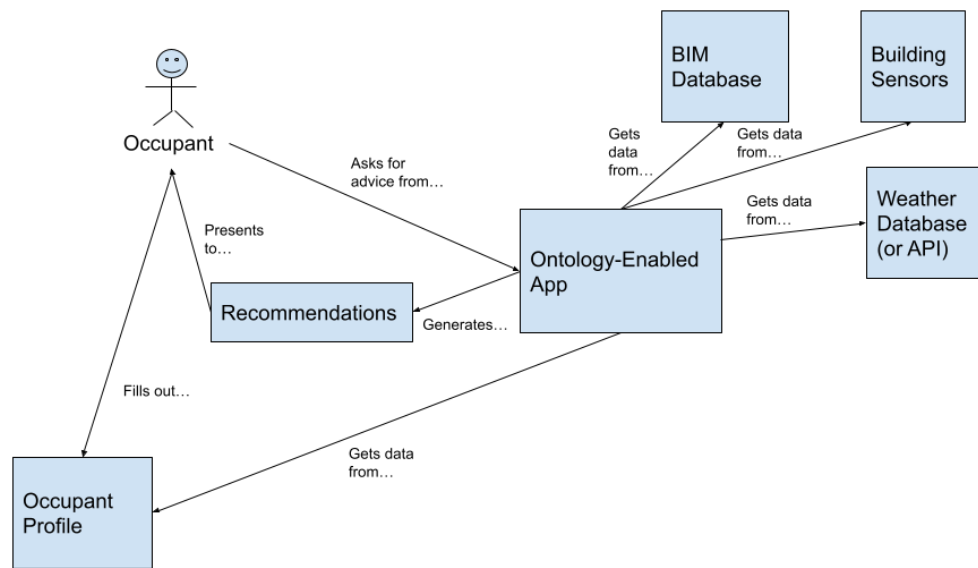 BIM
Database
Building
Sensors
Occupant
Gets
data
from…
Gets data
from…
Asks for
advice from…
Gets data
from…
Weather
Database
(or API)
Presents
to…
Ontology-Enabled
App
Recommendations
Generates…
Fills out…
Gets data
from…
Occupant
Profile